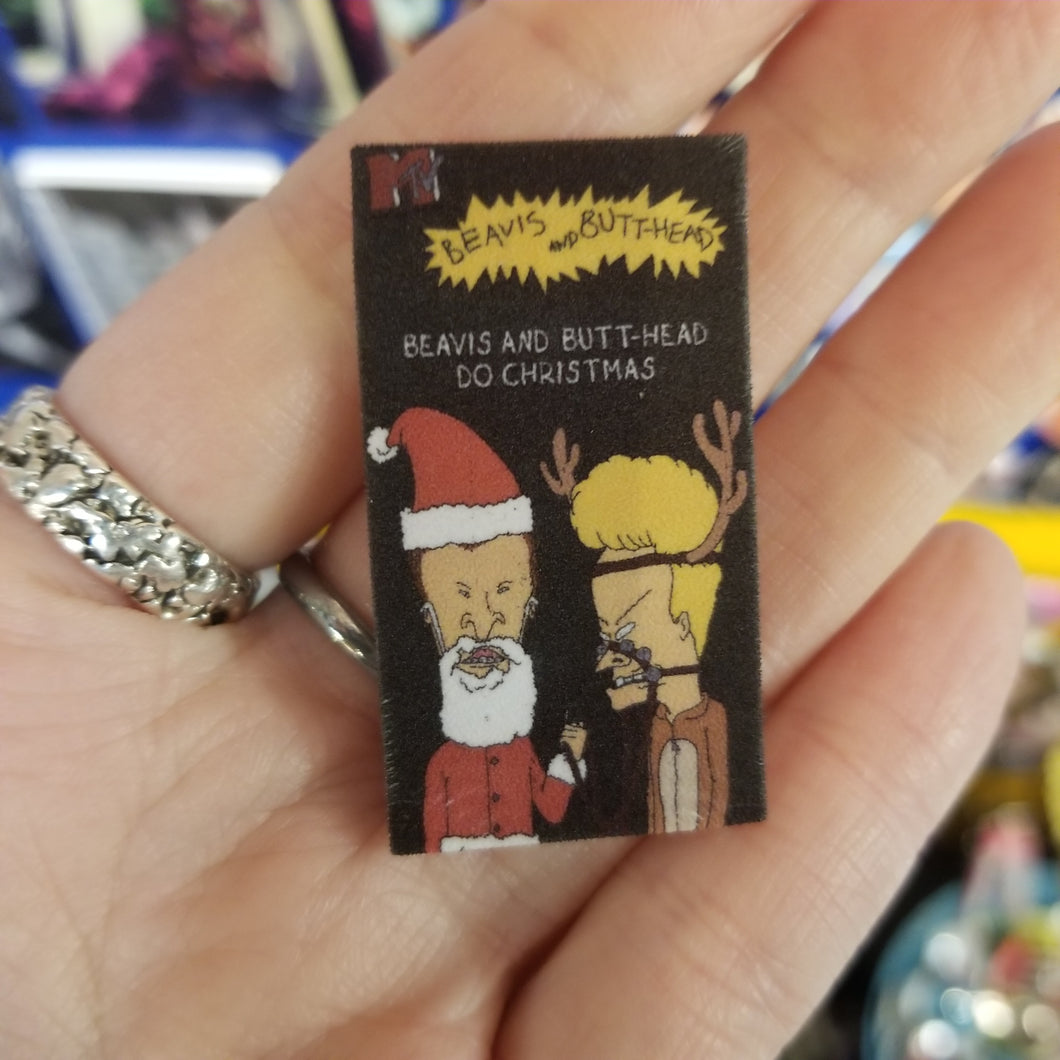 MTV
BEAVIS AND BUTT-HEAD
BEAVIS AND BUTT-HEAD
DO CHRISTMAS